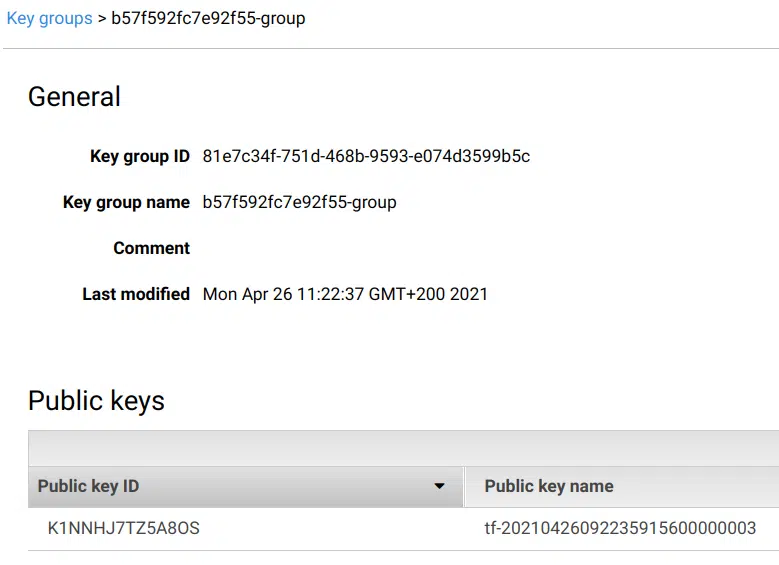 Key groups > b57f592fc7e92f55-group
General
Key group ID 81e7c34f-751d-468b-9593-e074d3599b5c
Key group name b57f592fc7e92f55-group
Comment
Last modified Mon Apr 26 11:22:37 GMT+200 2021
Public keys
Public key ID Public key name
K1NNHJ7TZ5A8OS tf-20210426092235915600000003